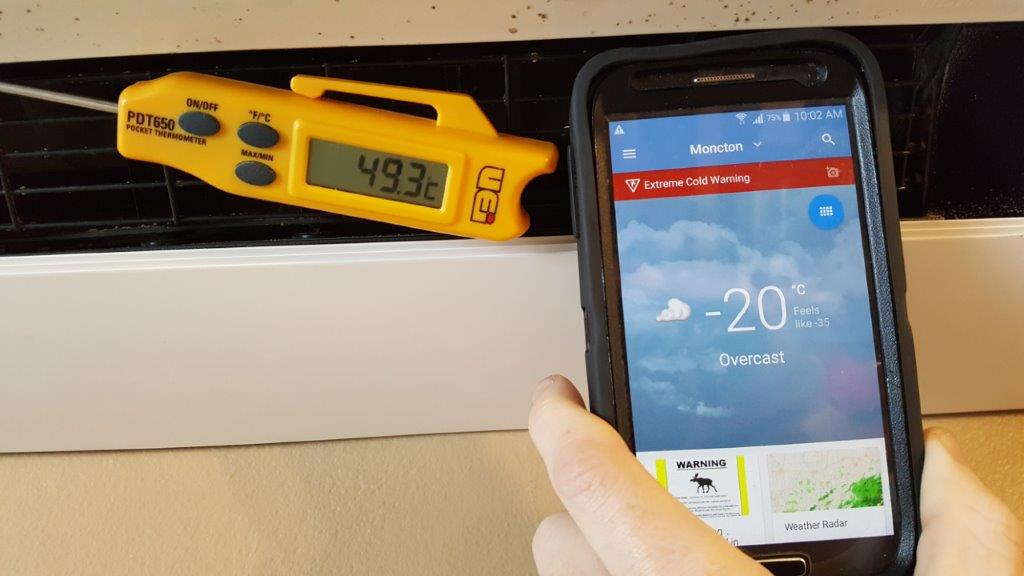 ON/OFF
°F/°C
PDT650
POCKET THERMOMETER
MAX/MIN
49.3c
UEi
75% 10:02 AM
Moncton
Extreme Cold Warning
-20 °C
Feels
like -35
Overcast
WARNING
Weather Radar